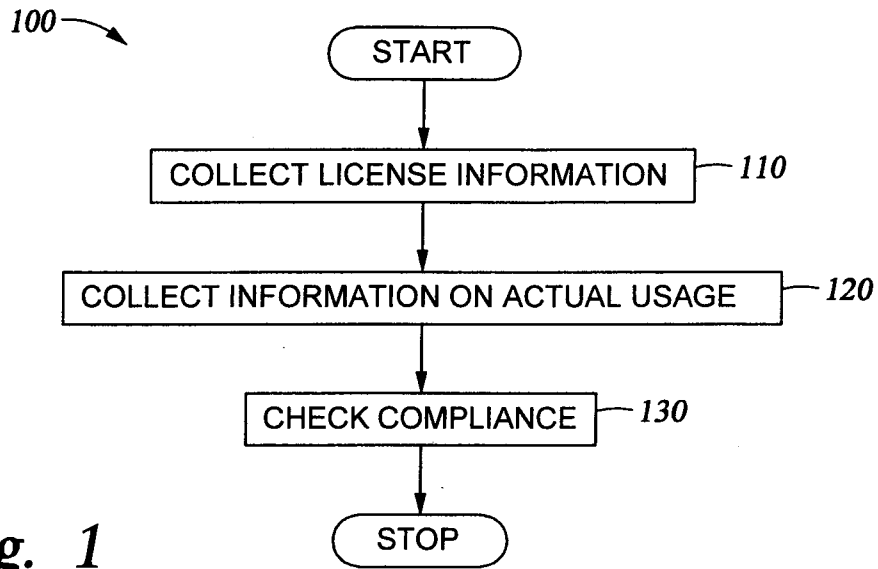 100
START
COLLECT LICENSE INFORMATION
110
COLLECT INFORMATION ON ACTUAL USAGE
120
CHECK COMPLIANCE
130
STOP
g. 1